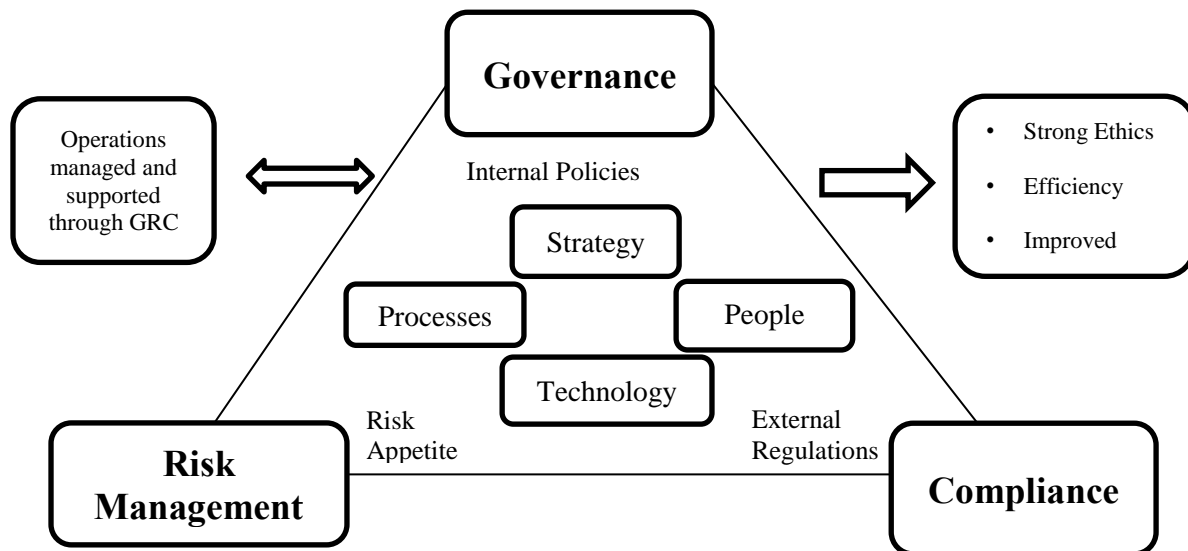 Governance
Operations
managed and
supported
through GRC
• Strong Ethics
• Efficiency
• Improved
Internal Policies
Strategy
Processes
People
Technology
Risk
Appetite
External
Regulations
Risk
Management
Compliance